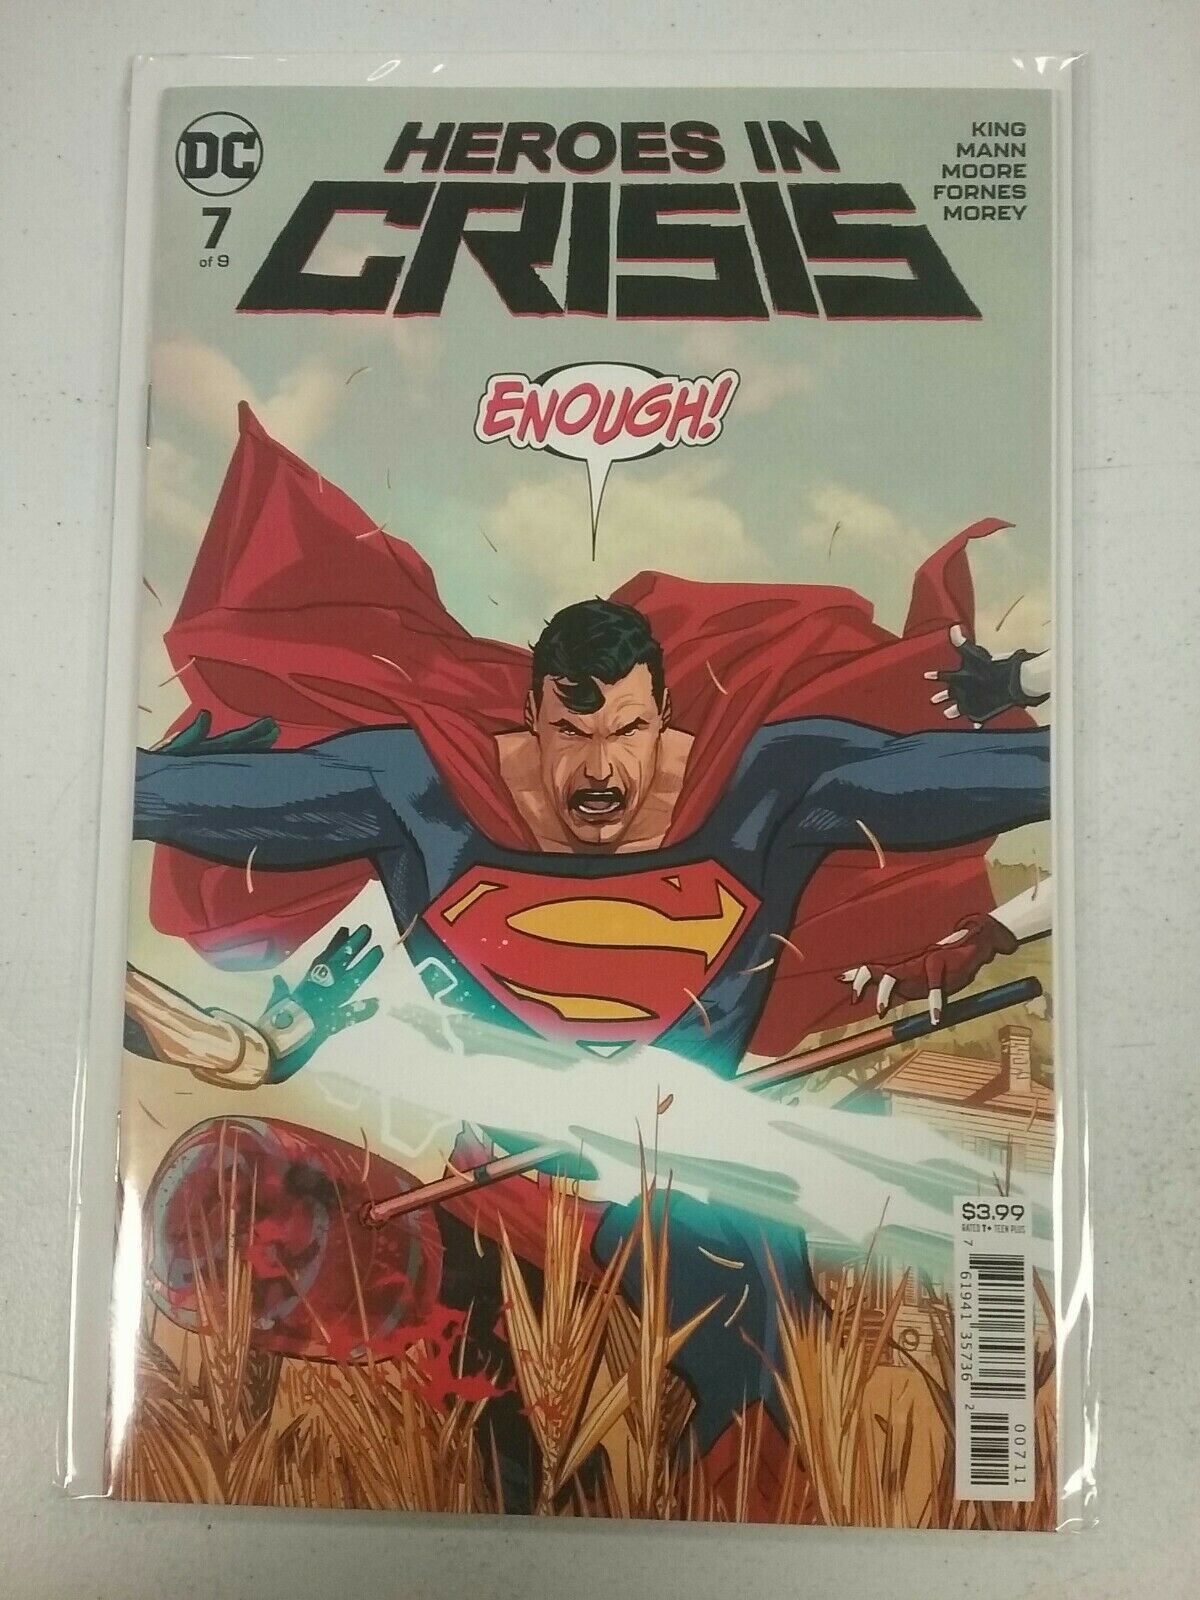 DC
7
of 9
HEROES IN
CRISIS
KING
MANN
MOORE
FORNES
MOREY
ENOUGH!
S
$3.99
RATED T+ TEEN PLUS
7 61941 35736 2
00711